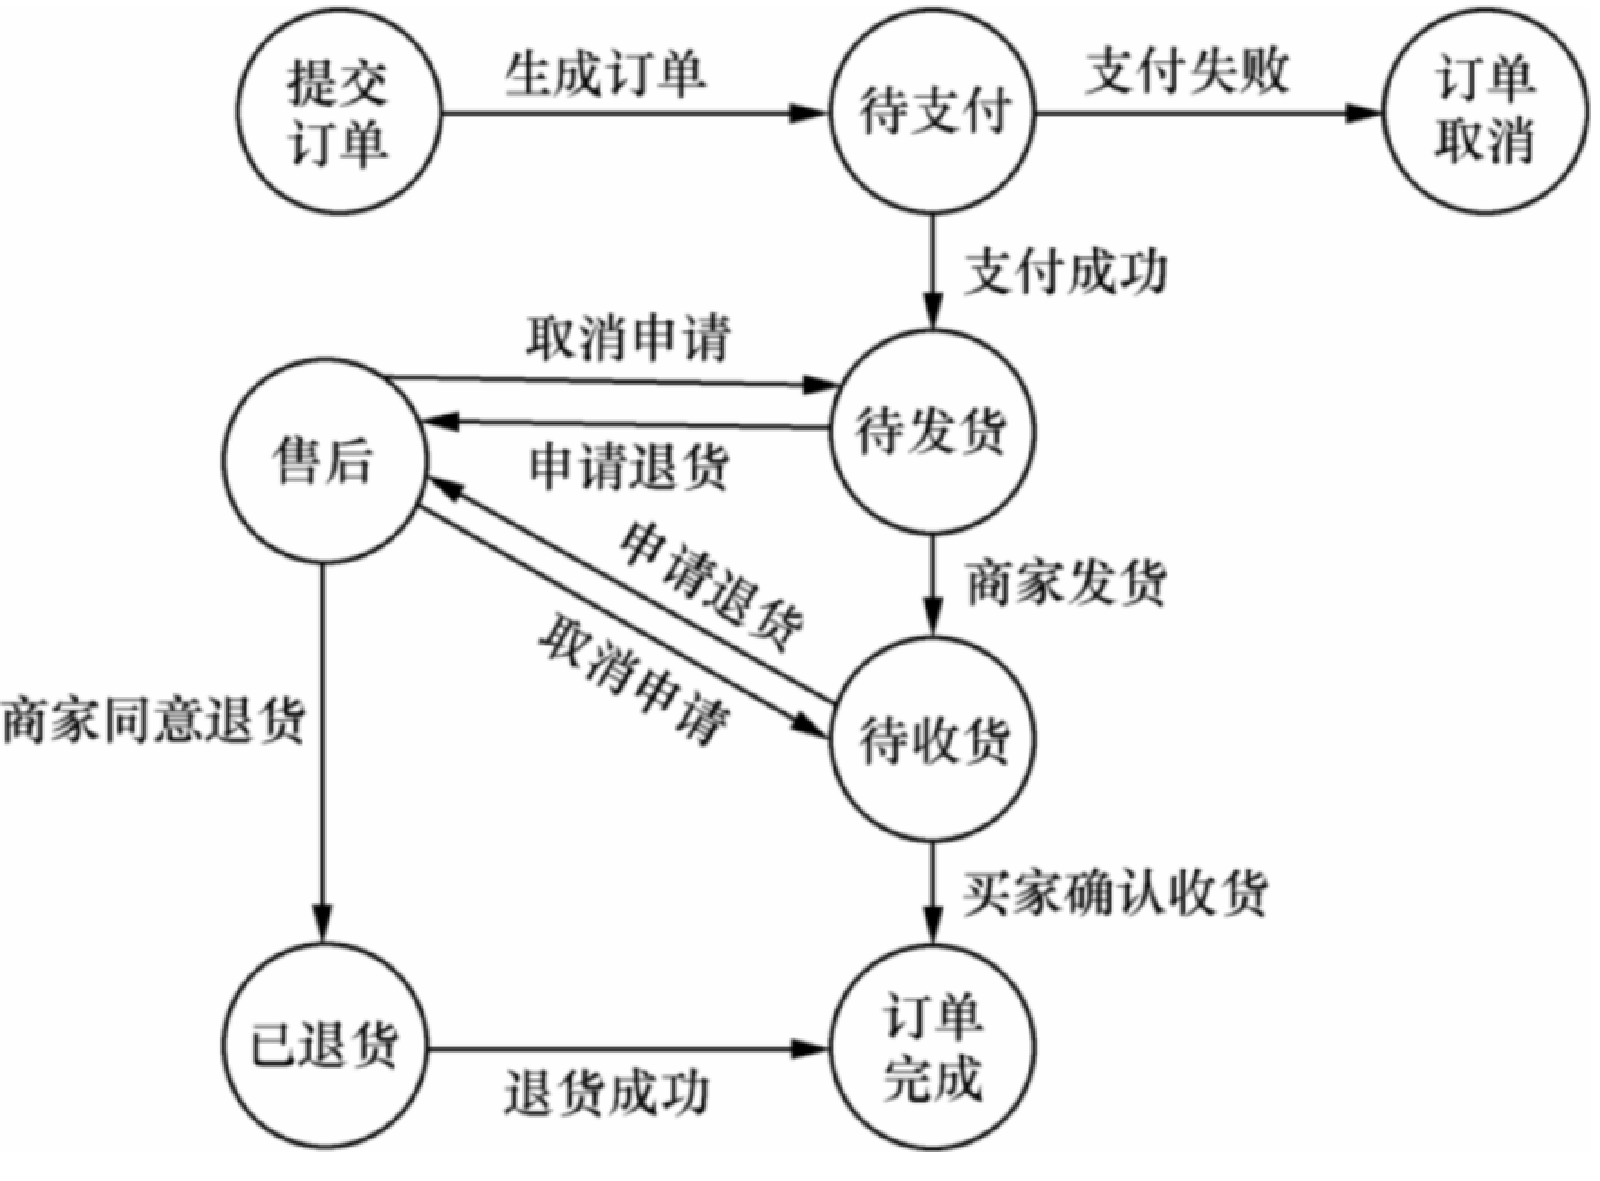 提交
订单
生成订单
待支付
支付失败
订单
取消
支付成功
取消申请
售后
申请退货
待发货
申请退货
取消申请
商家发货
商家同意退货
待收货
买家确认收货
已退货
退货成功
订单
完成